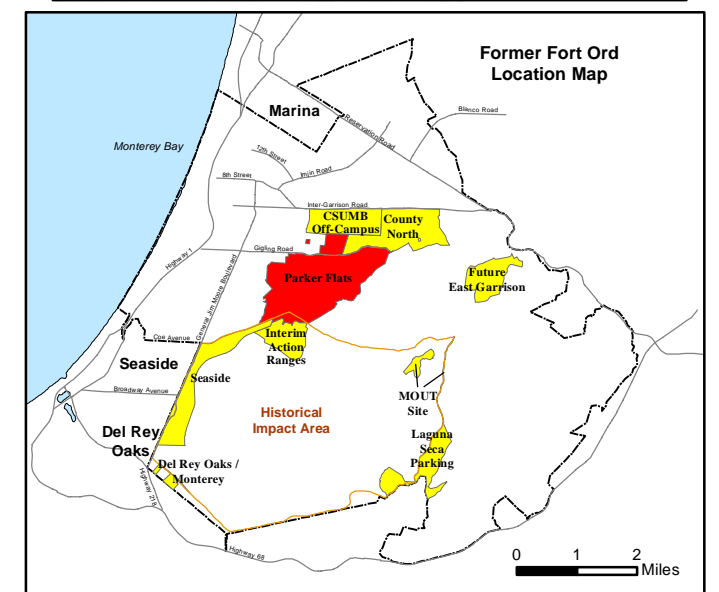 Former Fort Ord
Location Map
Marina
Blanco Road
Reservation Road
Monterey Bay
12th Street
Imjin Road
8th Street
Inter-Garrison Road
CSUMB
Off-Campus
County
North
Gigling Road
Highway 1
General Jim Moore Boulevard
Parker Flats
Future
East Garrison
Coe Avenue
Interim
Action
Ranges
Seaside
Seaside
Broadway Avenue
MOUT
Site
Historical
Impact Area
Del Rey
Oaks
Laguna
Seca
Parking
Del Rey Oaks /
Monterey
Highway 218
Highway 68
0 1 2
Miles